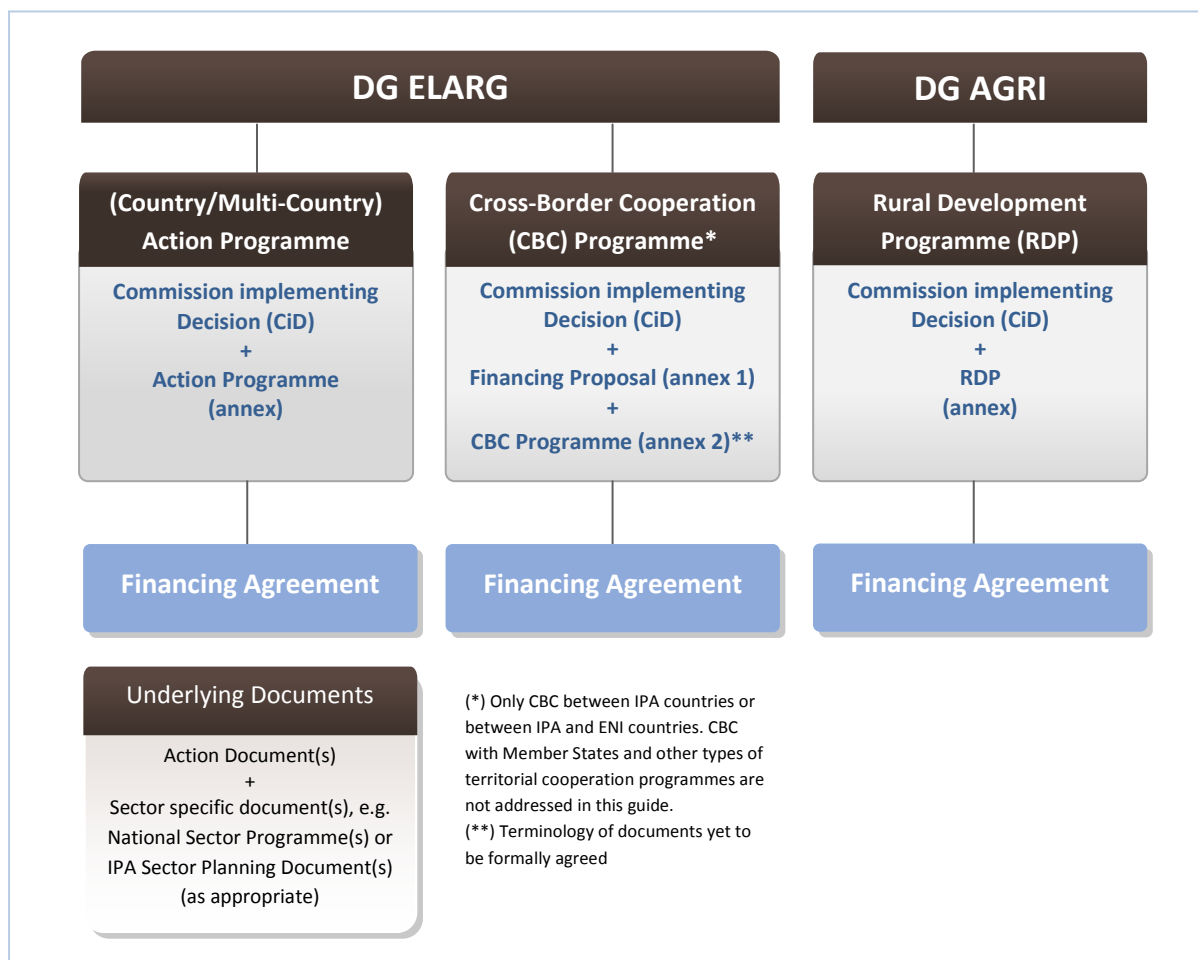 DG ELARG
DG AGRI
(Country/Multi-Country)
Action Programme
Commission implementing
Decision (CiD)
+
Action Programme
(annex)
Cross-Border Cooperation
(CBC) Programme*
Commission implementing
Decision (CiD)
+
Financing Proposal (annex 1)
+
CBC Programme (annex 2)**
Rural Development
Programme (RDP)
Commission implementing
Decision (CiD)
+
RDP
(annex)
Financing Agreement
Financing Agreement
Financing Agreement
Underlying Documents
Action Document(s)
+
Sector specific document(s), e.g.
National Sector Programme(s) or
IPA Sector Planning Document(s)
(as appropriate)
(*) Only CBC between IPA countries or
between IPA and ENI countries. CBC
with Member States and other types of
territorial cooperation programmes are
not addressed in this guide.
(**) Terminology of documents yet to
be formally agreed